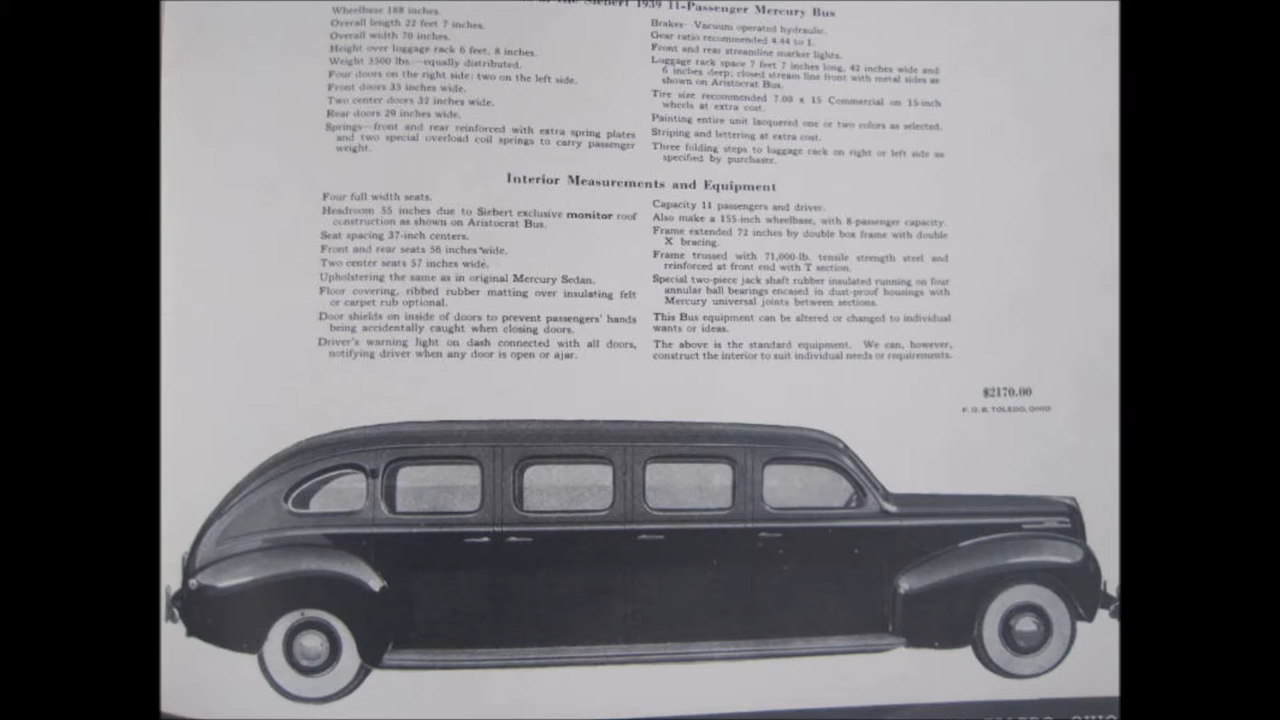 of the Siebert 1939 11-Passenger Mercury Bus
Wheelbase 188 inches.
Overall length 22 feet 7 inches.
Overall width 70 inches.
Height over luggage rack 6 feet, 8 inches.
Weight 3500 lbs.—equally distributed.
Four doors on the right side; two on the left side.
Front doors 35 inches wide.
Two center doors 32 inches wide.
Rear doors 29 inches wide.
Springs—front and rear reinforced with extra spring plates
and two special overload coil springs to carry passenger
weight.
Brakes—Vacuum operated hydraulic.
Gear ratio recommended 4.44 to 1.
Front and rear streamline marker lights.
Luggage rack space 7 feet 7 inches long, 42 inches wide and
6 inches deep; closed stream line front with metal sides as
shown on Aristocrat Bus.
Tire size recommended 7.00 x 15 Commercial on 15-inch
wheels at extra cost.
Painting entire unit lacquered one or two colors as selected.
Striping and lettering at extra cost.
Three folding steps to luggage rack on right or left side as
specified by purchaser.
Interior Measurements and Equipment
Four full width seats.
Headroom 55 inches due to Siebert exclusive monitor roof
construction as shown on Aristocrat Bus.
Seat spacing 37-inch centers.
Front and rear seats 56 inches wide.
Two center seats 57 inches wide.
Upholstering the same as in original Mercury Sedan.
Floor covering, ribbed rubber matting over insulating felt
or carpet rub optional.
Door shields on inside of doors to prevent passengers' hands
being accidentally caught when closing doors.
Driver's warning light on dash connected with all doors,
notifying driver when any door is open or ajar.
Capacity 11 passengers and driver.
Also make a 155-inch wheelbase, with 8-passenger capacity.
Frame extended 72 inches by double box frame with double
X bracing.
Frame trussed with 71,000-lb. tensile strength steel and
reinforced at front end with T section.
Special two-piece jack shaft rubber insulated running on four
annular ball bearings encased in dust-proof housings with
Mercury universal joints between sections.
This Bus equipment can be altered or changed to individual
wants or ideas.
The above is the standard equipment. We can, however,
construct the interior to suit individual needs or requirements.
$2170.00
F. O. B. TOLEDO, OHIO
TOLEDO, OHIO